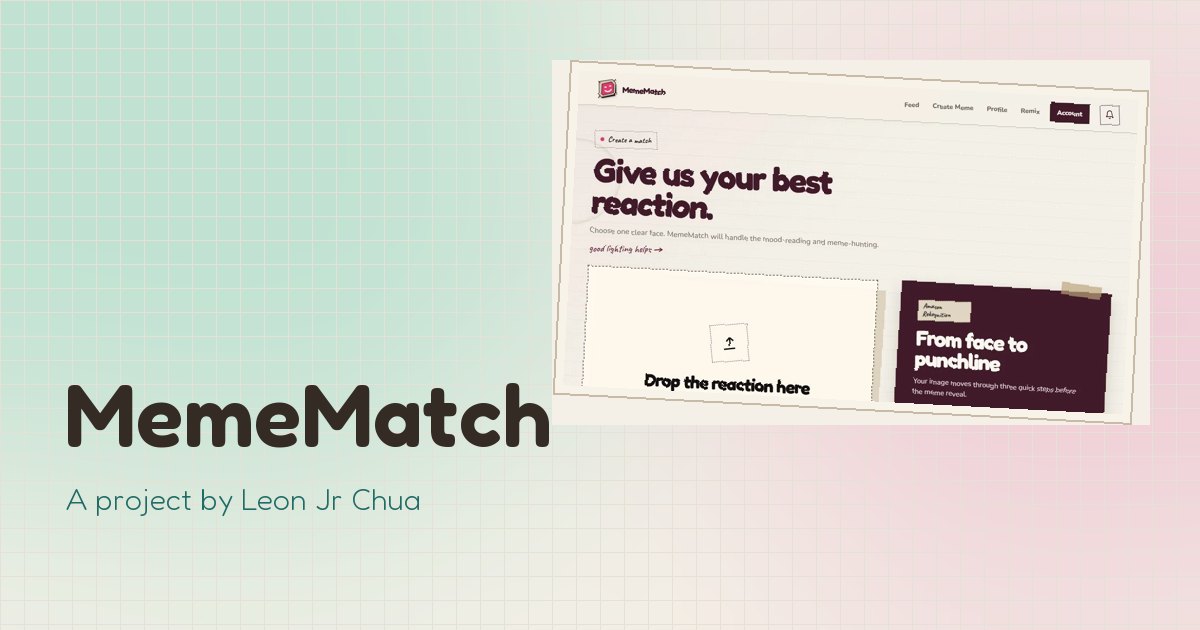 MemeMatch
Feed
Create Meme
Profile
Remix
Account
Create a match
Give us your best
reaction.
Choose one clear face. MemeMatch will handle the mood-reading and meme-hunting.
good lighting helps →
Drop the reaction here
Amazon
Rekognition
From face to
punchline
Your image moves through three quick steps before
the meme reveal.
MemeMatch
A project by Leon Jr Chua